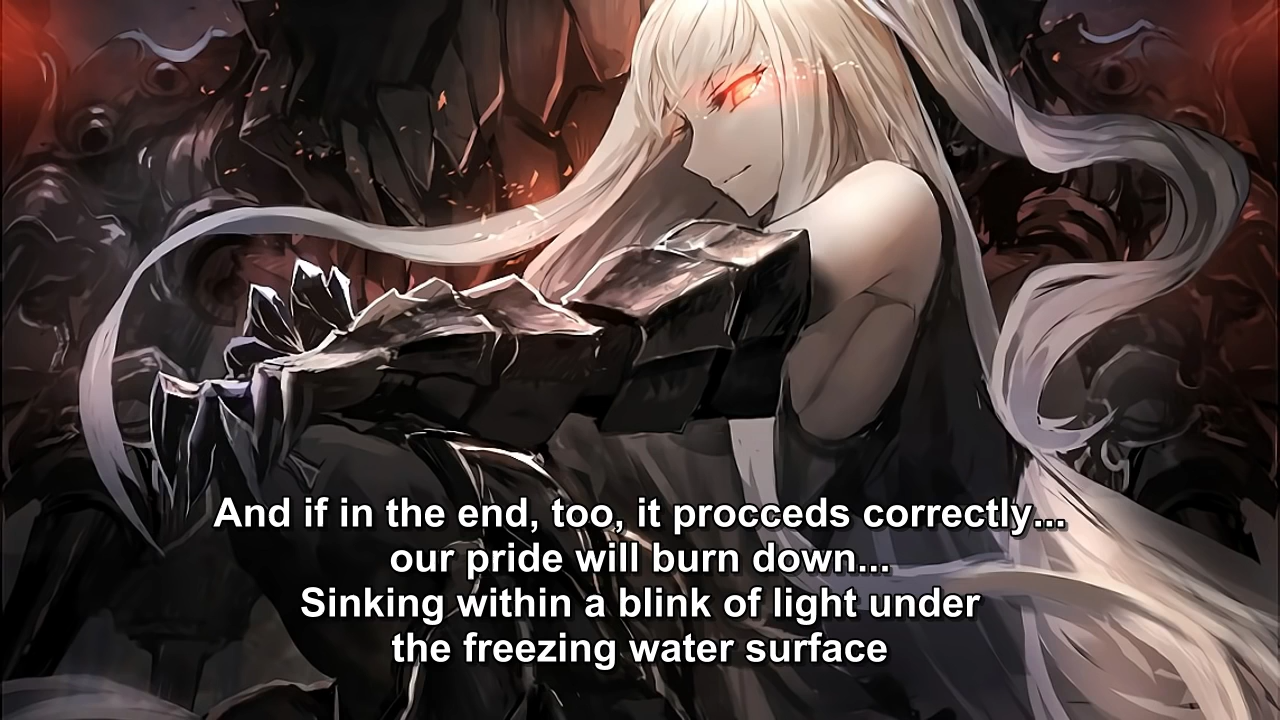 And if in the end, too, it procceds correctly...
our pride will burn down...
Sinking within a blink of light under
the freezing water surface